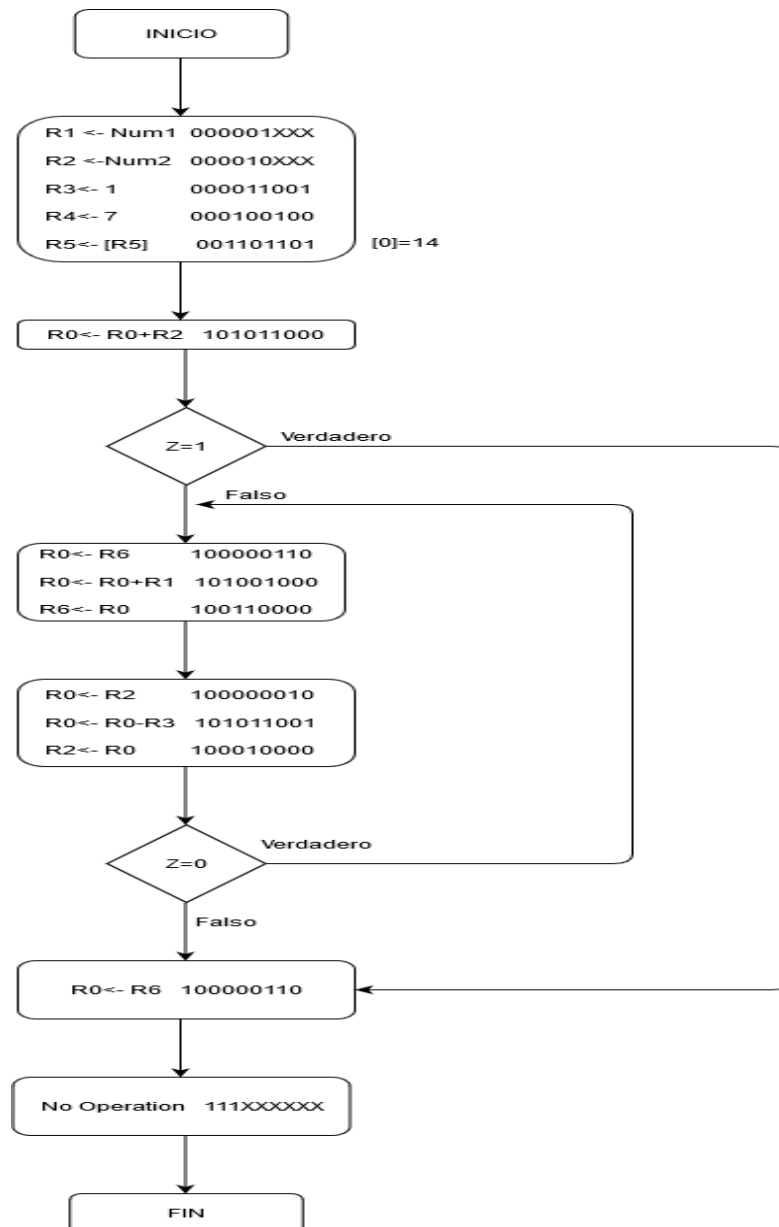 INICIO
R1 <- Num1 000001XXX
R2 <-Num2 000010XXX
R3<- 1 000011001
R4<- 7 000100100
R5<- [R5] 001101101 [0]=14
R0<- R0+R2 101011000
Z=1
Verdadero
Falso
R0<- R6 100000110
R0<- R0+R1 101001000
R6<- R0 100110000
R0<- R2 100000010
R0<- R0-R3 101011001
R2<- R0 100010000
Z=0
Verdadero
Falso
R0<- R6 100000110
No Operation 111XXXXXX
FIN